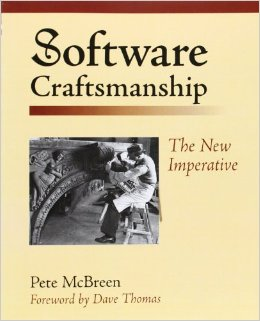 Software
Craftsmanship
The New
Imperative
Pete McBreen
Foreword by Dave Thomas